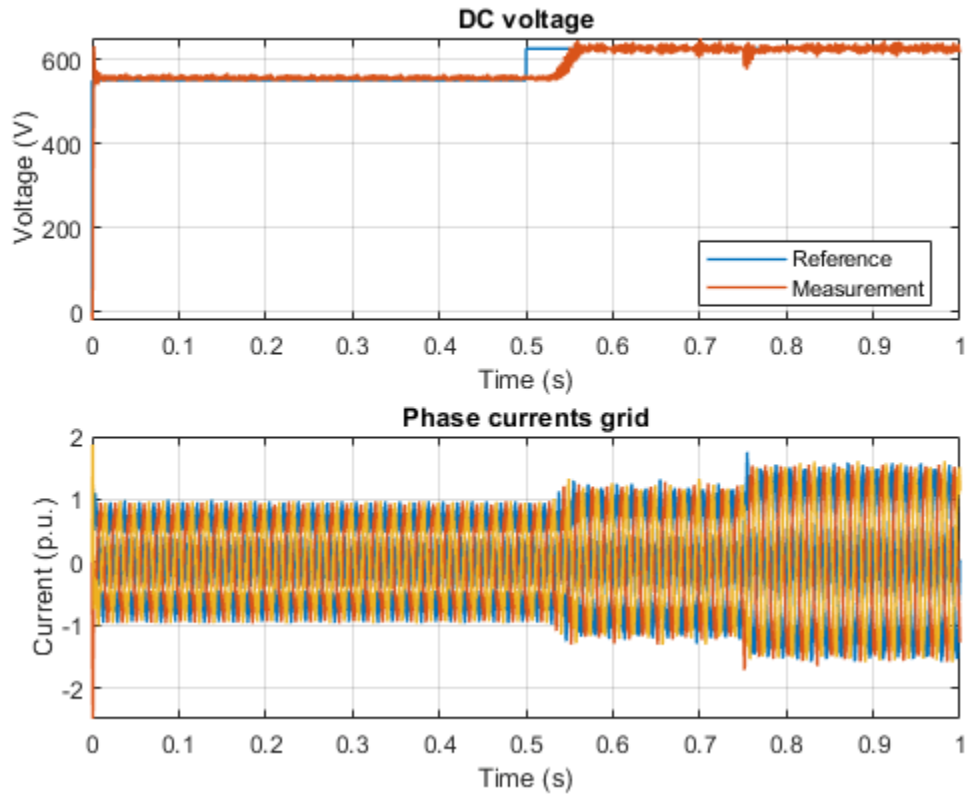 DC voltage
600
400
200
0
Voltage (V)
Reference
Measurement
0 0.1 0.2 0.3 0.4 0.5 0.6 0.7 0.8 0.9 1
Time (s)
Phase currents grid
2
1
0
-1
-2
Current (p.u.)
0 0.1 0.2 0.3 0.4 0.5 0.6 0.7 0.8 0.9 1
Time (s)